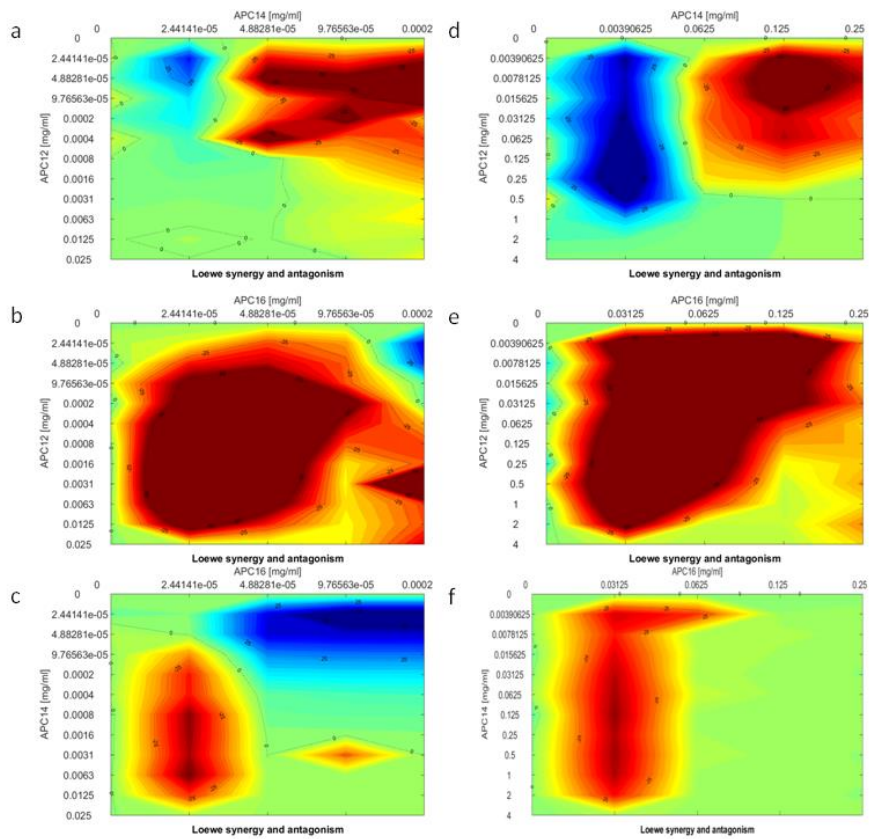 a
APC14 [mg/ml]
0 2.44141e-05 4.88281e-05 9.76563e-05 0.0002
APC12 [mg/ml]
0
2.44141e-05
4.88281e-05
9.76563e-05
0.0002
0.0004
0.0008
0.0016
0.0031
0.0063
0.0125
0.025
Loewe synergy and antagonism
d
APC14 [mg/ml]
0 0.00390625 0.0625 0.125 0.25
APC12 [mg/ml]
0
0.00390625
0.0078125
0.015625
0.03125
0.0625
0.125
0.25
0.5
1
2
4
Loewe synergy and antagonism
b
APC16 [mg/ml]
0 2.44141e-05 4.88281e-05 9.76563e-05 0.0002
APC12 [mg/ml]
0
2.44141e-05
4.88281e-05
9.76563e-05
0.0002
0.0004
0.0008
0.0016
0.0031
0.0063
0.0125
0.025
Loewe synergy and antagonism
e
APC16 [mg/ml]
0 0.03125 0.0625 0.125 0.25
APC12 [mg/ml]
0
0.00390625
0.0078125
0.015625
0.03125
0.0625
0.125
0.25
0.5
1
2
4
Loewe synergy and antagonism
c
APC16 [mg/ml]
0 2.44141e-05 4.88281e-05 9.76563e-05 0.0002
APC14 [mg/ml]
0
2.44141e-05
4.88281e-05
9.76563e-05
0.0002
0.0004
0.0008
0.0016
0.0031
0.0063
0.0125
0.025
Loewe synergy and antagonism
f
APC16 [mg/ml]
0 0.03125 0.0625 0.125 0.25
APC14 [mg/ml]
0
0.00390625
0.0078125
0.015625
0.03125
0.0625
0.125
0.25
0.5
1
2
4
Loewe synergy and antagonism